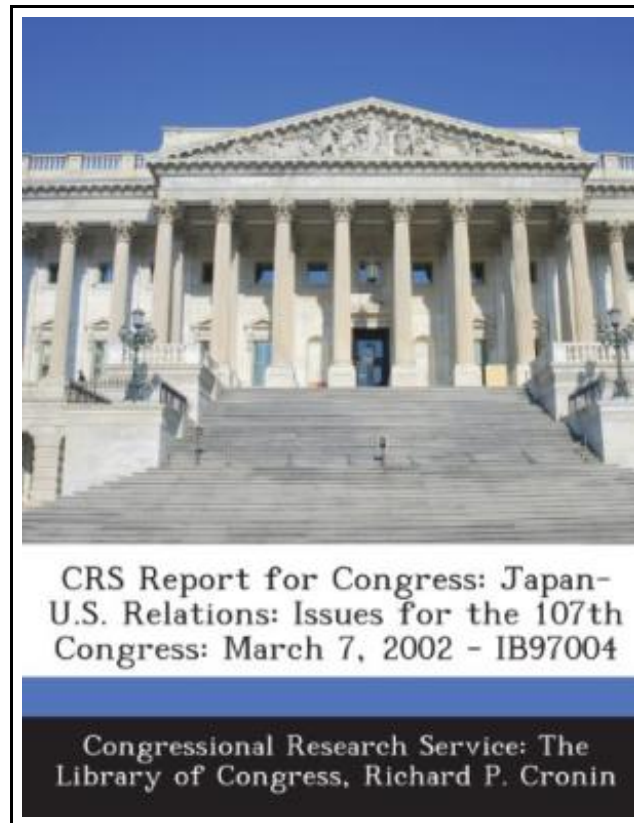 CRS Report for Congress: Japan-
U.S. Relations: Issues for the 107th
Congress: March 7, 2002 - IB97004
Congressional Research Service: The
Library of Congress, Richard P. Cronin